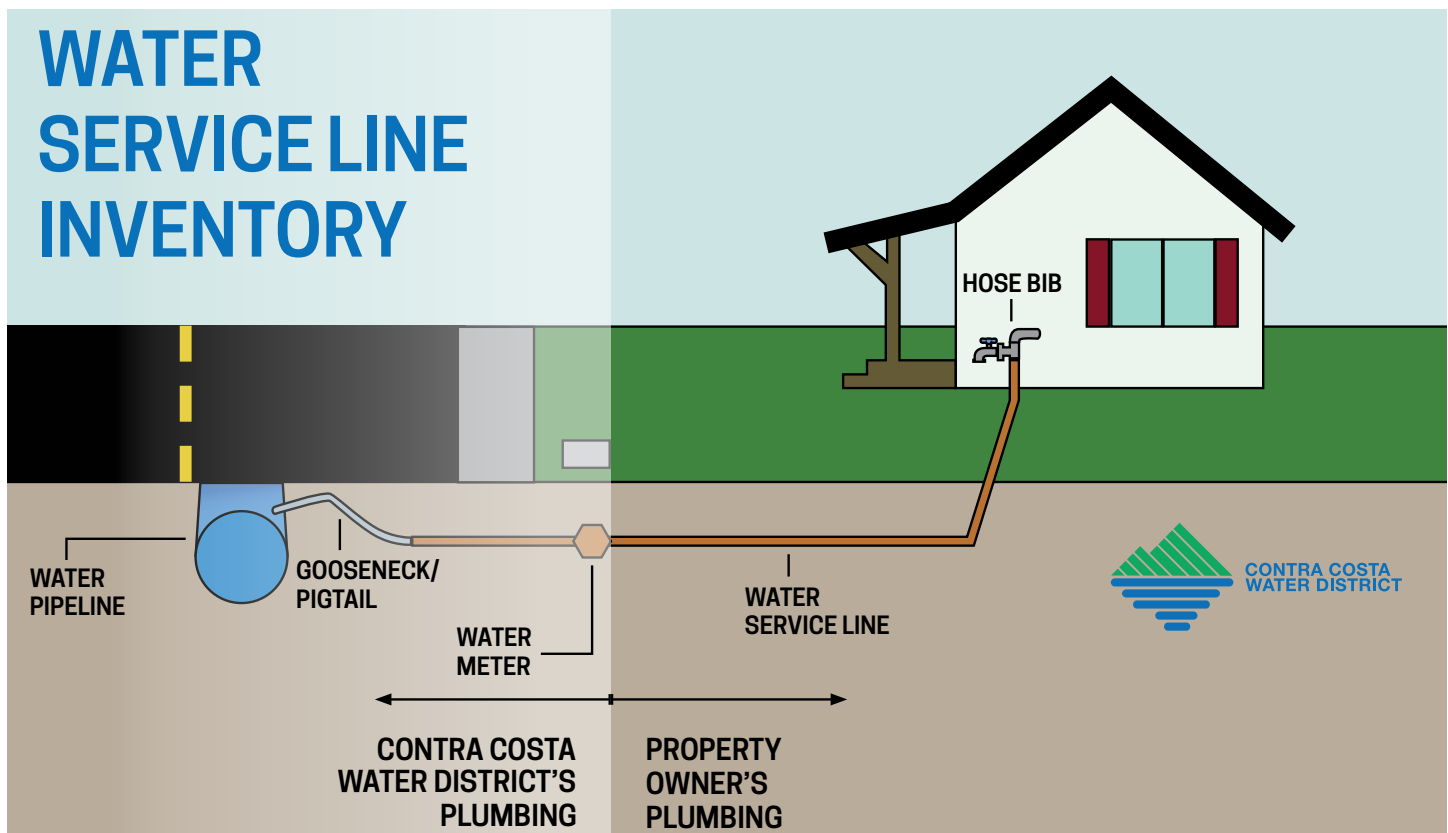 WATER
SERVICE LINE
INVENTORY
HOSE BIB
WATER
PIPELINE
GOOSENECK/
PIGTAIL
WATER
METER
WATER
SERVICE LINE
CONTRA COSTA
WATER DISTRICT
CONTRA COSTA
WATER DISTRICT'S
PLUMBING
PROPERTY
OWNER'S
PLUMBING